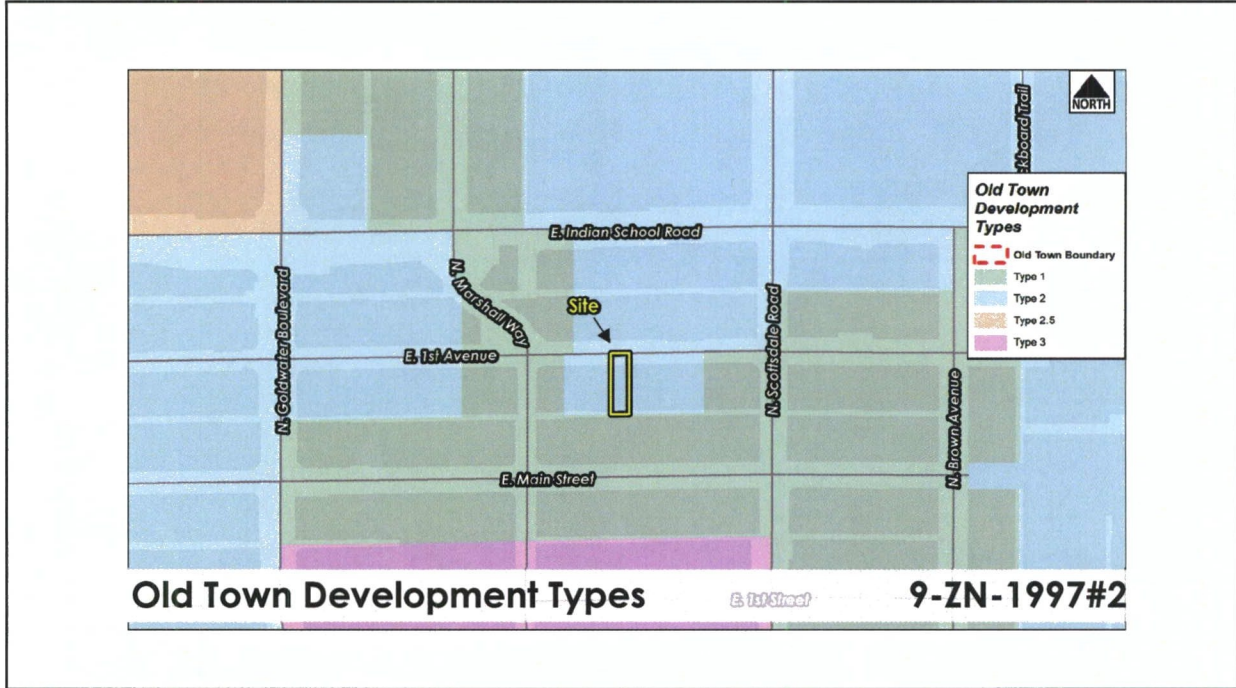 NORTH
ckboard Trail
Old Town
Development
Types
Old Town Boundary
Type 1
Type 2
Type 2.5
Type 3
E. Indian School Road
N. Goldwater Boulevard
N. Marshall Way
Site
N. Scottsdale Road
E. 1st Avenue
N. Brown Avenue
E. Main Street
Old Town Development Types
E. 1st Street
9-ZN-1997#2